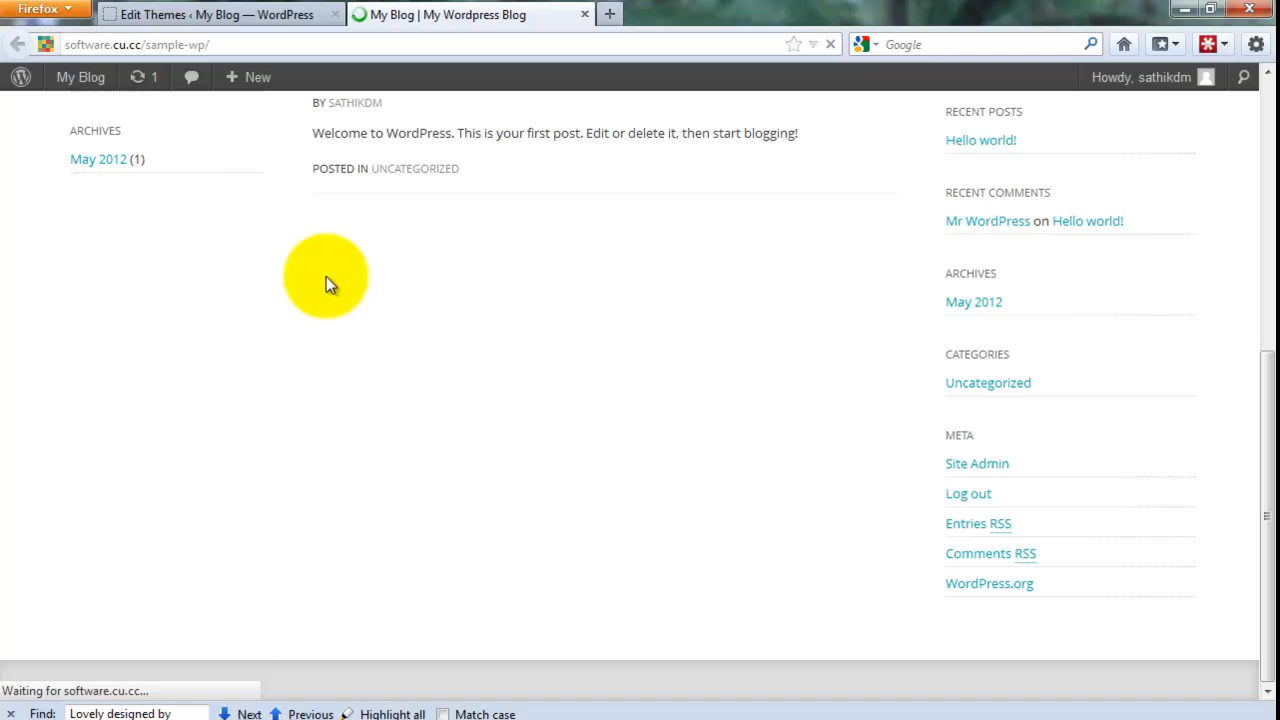 Firefox
Edit Themes ‹ My Blog — WordPress
My Blog | My Wordpress Blog
software.cu.cc/sample-wp/
Google
My Blog
1
New
Howdy, sathikdm
BY SATHIKDM
Welcome to WordPress. This is your first post. Edit or delete it, then start blogging!
POSTED IN UNCATEGORIZED
ARCHIVES
May 2012 (1)
RECENT POSTS
Hello world!
RECENT COMMENTS
Mr WordPress on Hello world!
ARCHIVES
May 2012
CATEGORIES
Uncategorized
META
Site Admin
Log out
Entries RSS
Comments RSS
WordPress.org
Waiting for software.cu.cc...
Find: Lovely designed by Next Previous Highlight all Match case